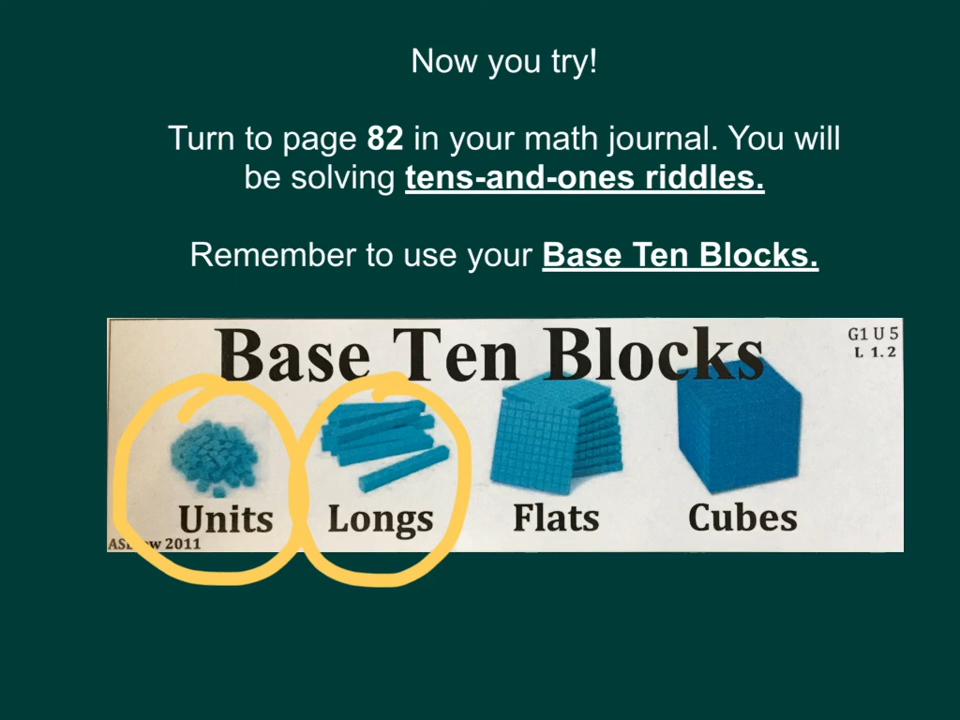 Now you try!
Turn to page 82 in your math journal. You will
be solving tens-and-ones riddles.
Remember to use your Base Ten Blocks.
Base Ten Blocks
G1 U 5
L 1.2
Units
Longs
Flats
Cubes
2011